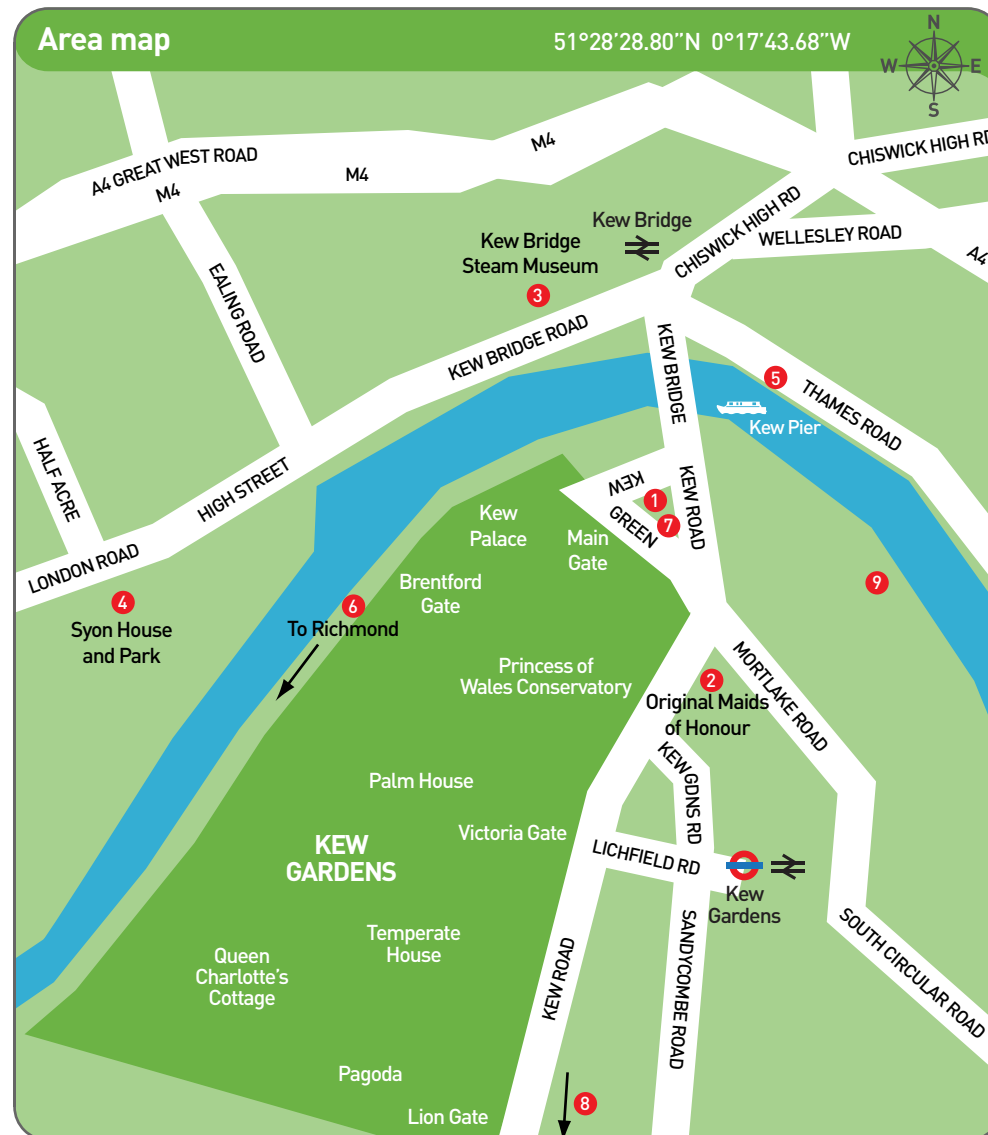 Area map
51°28'28.80"N 0°17'43.68"W
N
W
E
S
A4 GREAT WEST ROAD
M4
M4
M4
CHISWICK HIGH RD
CHISWICK HIGH RD
WELLESLEY ROAD
A4
Kew Bridge
Kew Bridge
Steam Museum
3
EALING ROAD
KEW BRIDGE ROAD
KEW BRIDGE
5
THAMES ROAD
Kew Pier
HALF ACRE
HIGH STREET
LONDON ROAD
KEW
GREEN
1
7
KEW ROAD
Kew
Palace
Main
Gate
Brentford
Gate
9
4
Syon House
and Park
6
To Richmond
Princess of
Wales Conservatory
2
Original Maids
of Honour
MORTLAKE ROAD
KEW GDNS RD
Palm House
Victoria Gate
KEW
GARDENS
LICHFIELD RD
Kew
Gardens
Temperate
House
Queen
Charlotte's
Cottage
KEW ROAD
SANDYCOMBE ROAD
SOUTH CIRCULAR ROAD
Pagoda
Lion Gate
8